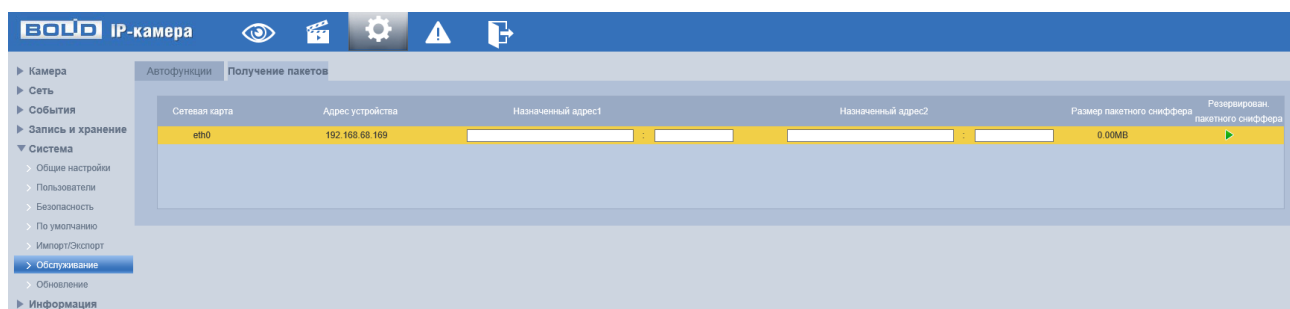 BOLID IP-камера
Камера
Сеть
События
Запись и хранение
Система
Общие настройки
Пользователи
Безопасность
По умолчанию
Импорт/Экспорт
Обслуживание
Обновление
Информация
Автофункции Получение пакетов
Сетевая карта Адрес устройства Назначенный адрес1 Назначенный адрес2 Размер пакетного сниффера Резервирован. пакетного сниффера
eth0 192.168.68.169 : : 0.00MB